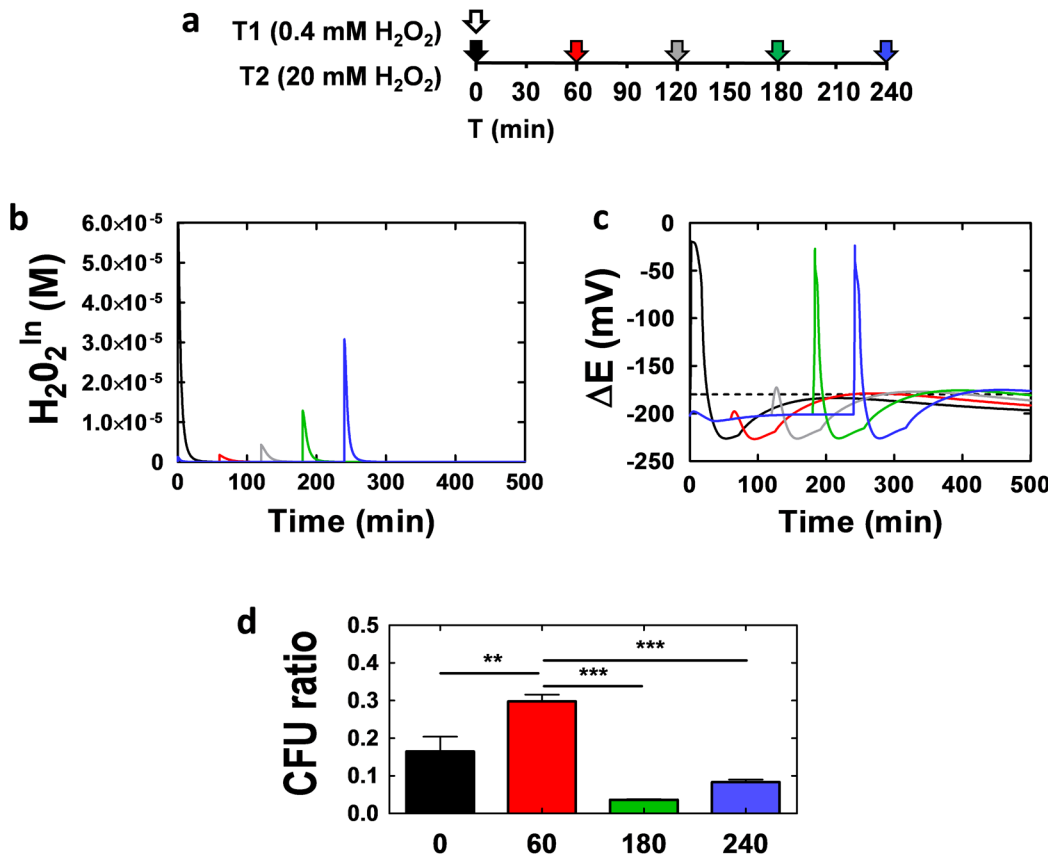 a
T1 (0.4 mM H₂O₂)
T2 (20 mM H₂O₂)
0 30 60 90 120 150 180 210 240
T (min)
b
H₂0₂ᴵⁿ (M)
6.0×10⁻⁵
5.0×10⁻⁵
4.0×10⁻⁵
3.0×10⁻⁵
2.0×10⁻⁵
1.0×10⁻⁵
0
0 100 200 300 400 500
Time (min)
c
ΔE (mV)
0
-50
-100
-150
-200
-250
0 100 200 300 400 500
Time (min)
d
CFU ratio
0.5
0.4
0.3
0.2
0.1
0.0
**
***
***
0 60 180 240